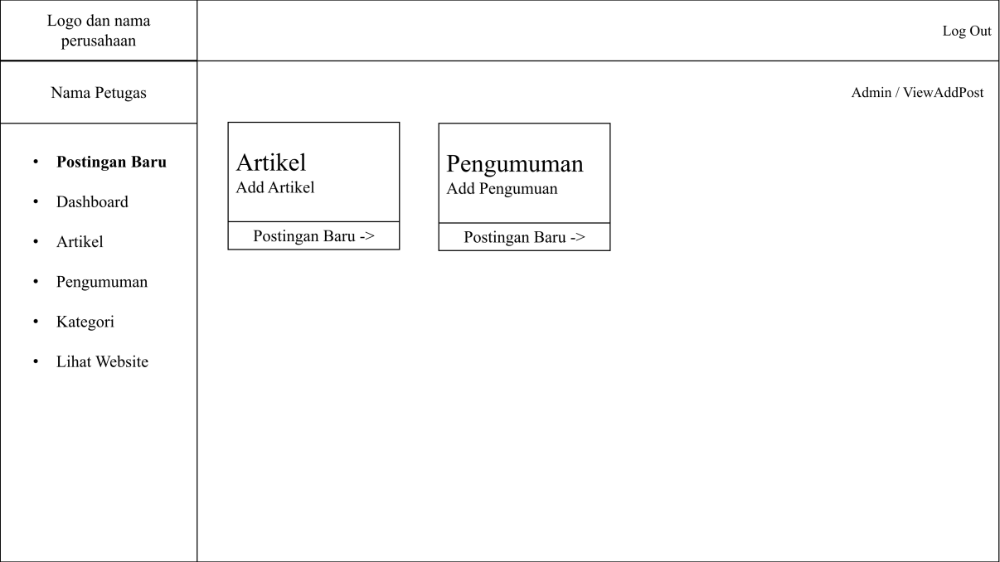 Logo dan nama
perusahaan
Log Out
Nama Petugas
Admin / ViewAddPost
• Postingan Baru
• Dashboard
• Artikel
• Pengumuman
• Kategori
• Lihat Website
Artikel
Add Artikel
Postingan Baru ->
Pengumuman
Add Pengumuan
Postingan Baru ->